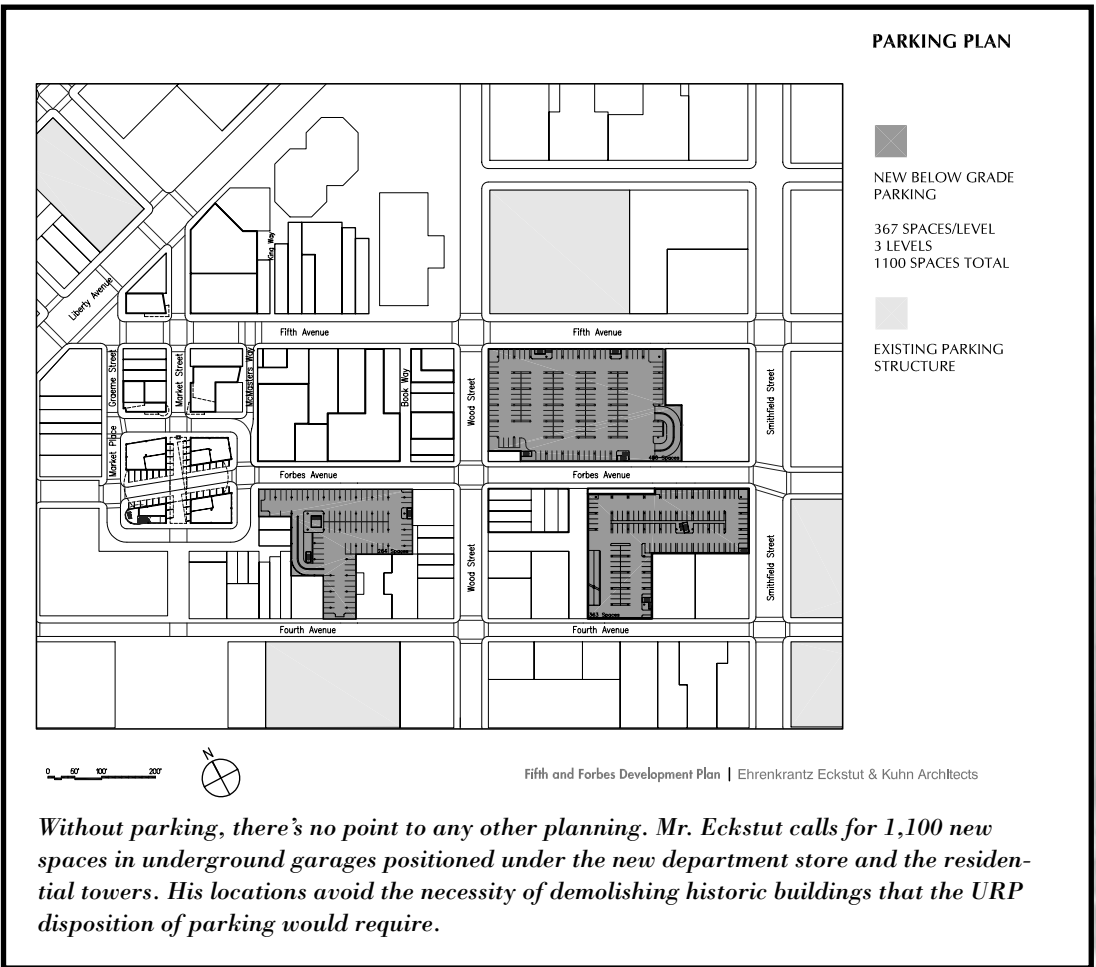 PARKING PLAN
NEW BELOW GRADE
PARKING
367 SPACES/LEVEL
3 LEVELS
1100 SPACES TOTAL
EXISTING PARKING
STRUCTURE
King Way
Liberty Avenue
Fifth Avenue
Fifth Avenue
Graeme Street
Market Street
McMasters Way
Book Way
Wood Street
Smithfield Street
Market Place
Forbes Avenue
Forbes Avenue
Wood Street
Smithfield Street
Fourth Avenue
Fourth Avenue
0 50' 100' 200'
N
Fifth and Forbes Development Plan | Ehrenkrantz Eckstut & Kuhn Architects
Without parking, there’s no point to any other planning. Mr. Eckstut calls for 1,100 new
spaces in underground garages positioned under the new department store and the residen-
tial towers. His locations avoid the necessity of demolishing historic buildings that the URP
disposition of parking would require.